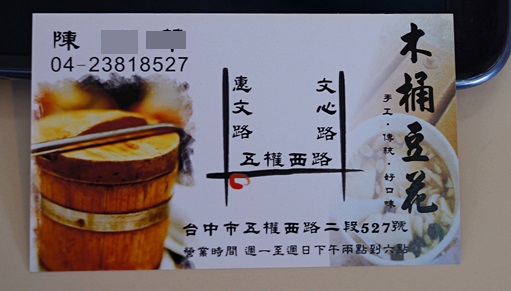 陳
04-23818527
木桶豆花
手工・傳統・好口味
惠文路
文心路
五權西路
台中市五權西路二段527號
營業時間 週一至週日下午兩點到六點